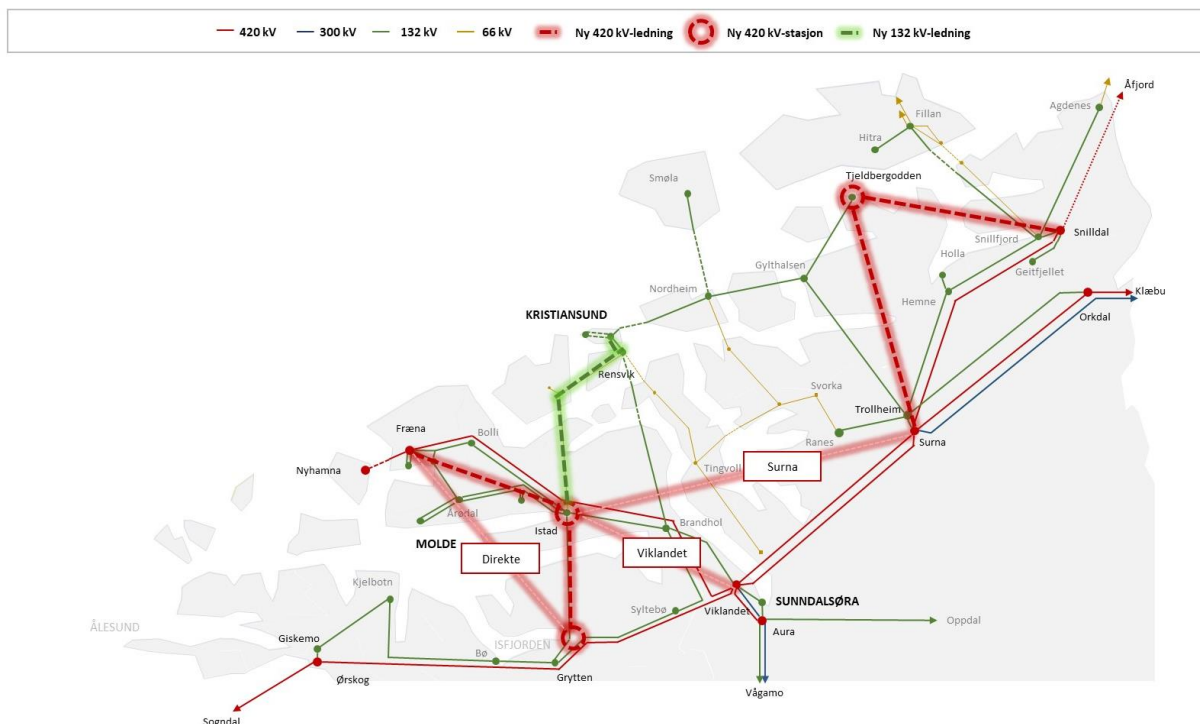 420 kV
300 kV
132 kV
66 kV
Ny 420 kV-ledning
Ny 420 kV-stasjon
Ny 132 kV-ledning
Åfjord
Agdenes
Fillan
Hitra
Tjeldbergodden
Smøla
Snilldal
Snillfjord
Holla
Geitfjellet
Gylthalsen
Nordheim
Hemne
Klæbu
Orkdal
KRISTIANSUND
Rensvik
Svorka
Trollheim
Ranes
Surna
Fræna
Bolli
Nyhamna
Tingvoll
Surna
Årødal
Istad
Brandhol
MOLDE
Direkte
Viklandet
Kjelbotn
Syltebø
Viklandet
SUNNDALSØRA
Aura
Oppdal
ÅLESUND
Giskemo
ISFJORDEN
Bø
Grytten
Ørskog
Vågamo
Sogndal